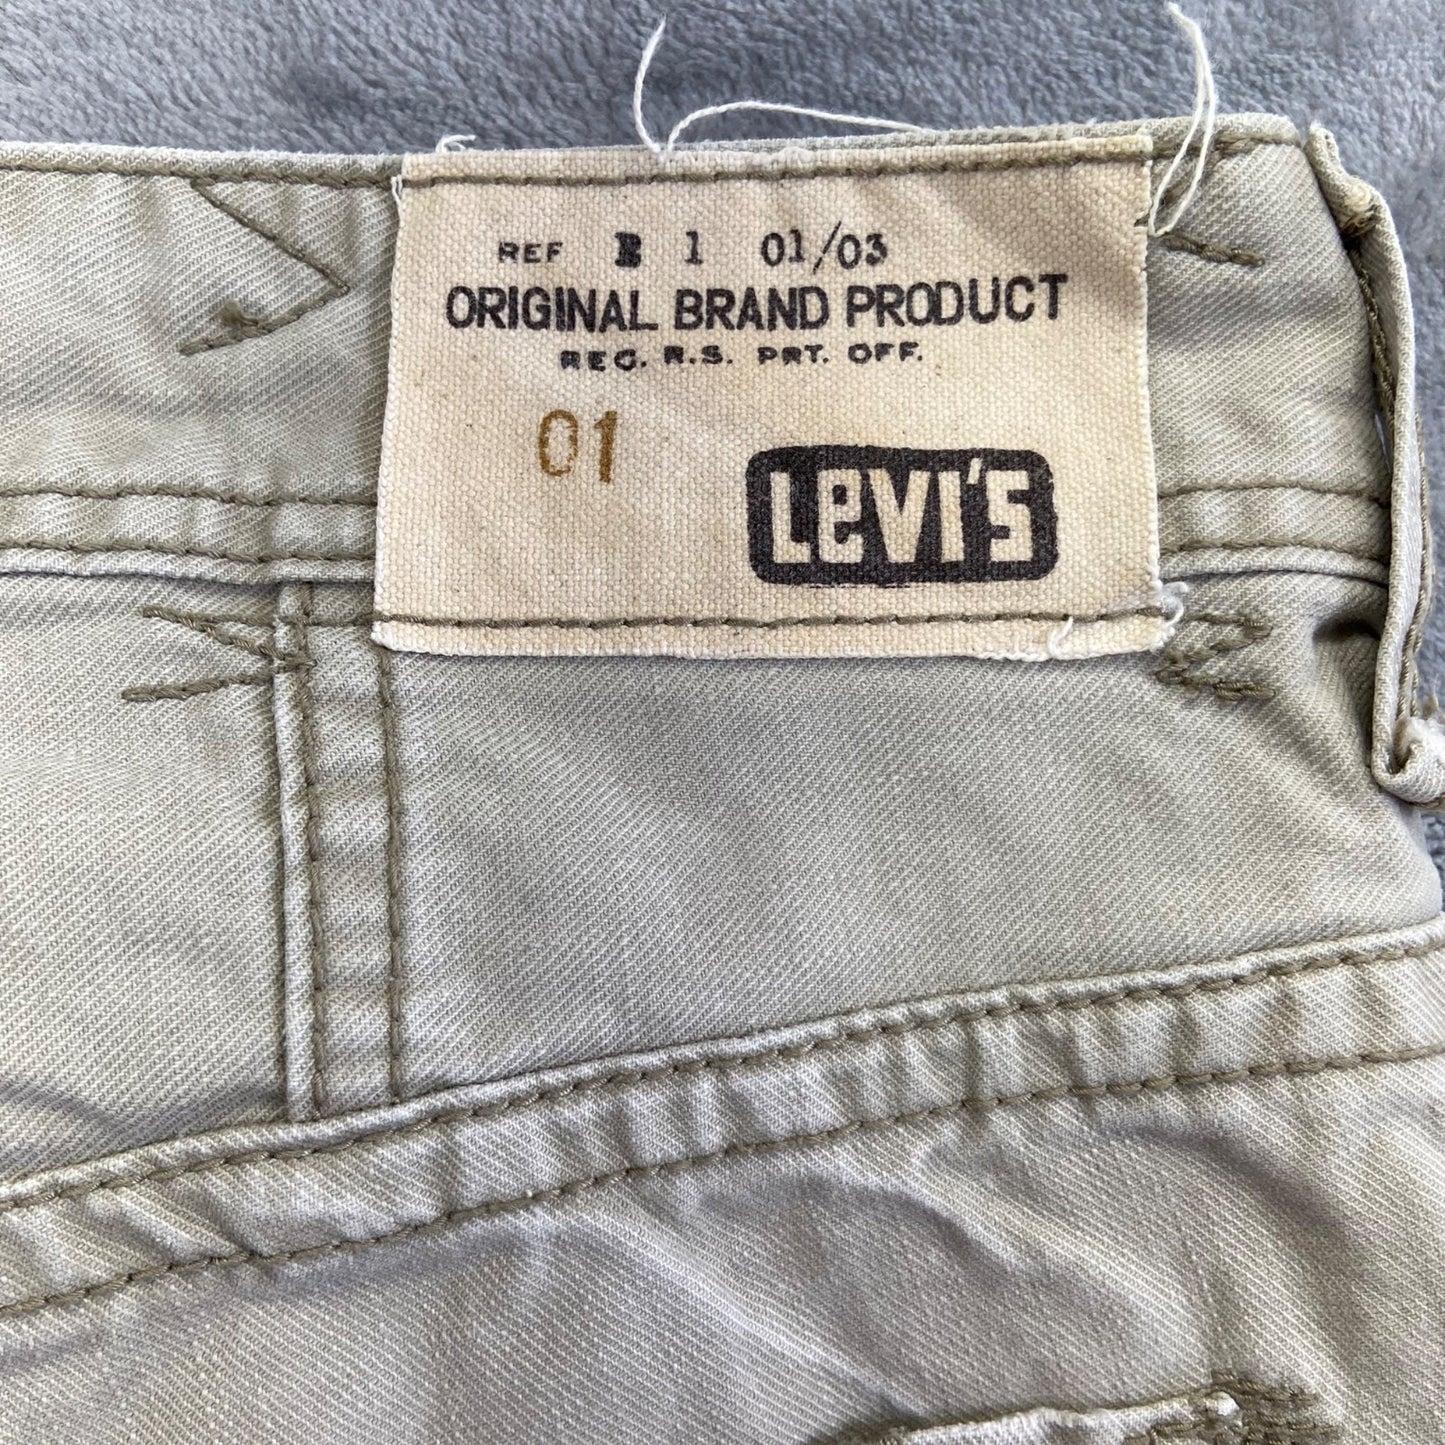 REF 1 01/03
ORIGINAL BRAND PRODUCT
REG. R.S. PRT. OFF.
01
LEVI'S